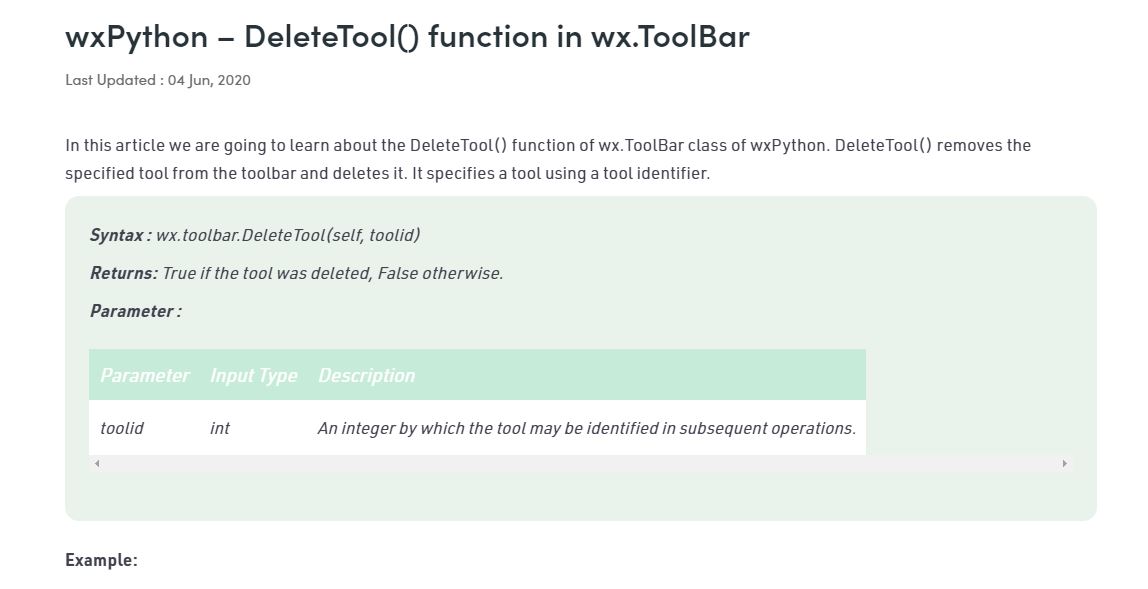 wxPython – DeleteTool() function in wx.ToolBar
Last Updated : 04 Jun, 2020
In this article we are going to learn about the DeleteTool() function of wx.ToolBar class of wxPython. DeleteTool() removes the
specified tool from the toolbar and deletes it. It specifies a tool using a tool identifier.
Syntax : wx.toolbar.DeleteTool(self, toolid)
Returns: True if the tool was deleted, False otherwise.
Parameter :
Parameter Input Type Description
toolid int An integer by which the tool may be identified in subsequent operations.
Example: